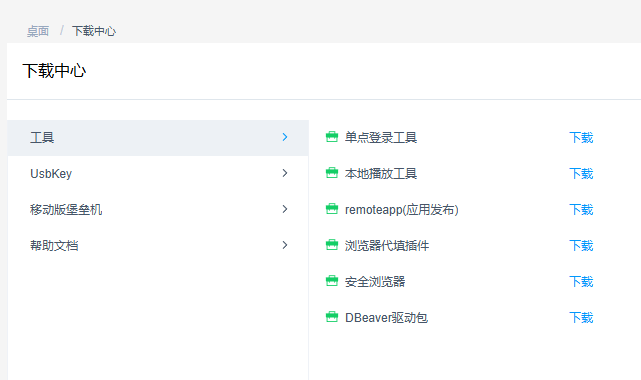 桌面 / 下载中心
下载中心
工具
UsbKey
移动版堡垒机
帮助文档
单点登录工具 下载
本地播放工具 下载
remoteapp(应用发布) 下载
浏览器代填插件 下载
安全浏览器 下载
DBeaver驱动包 下载